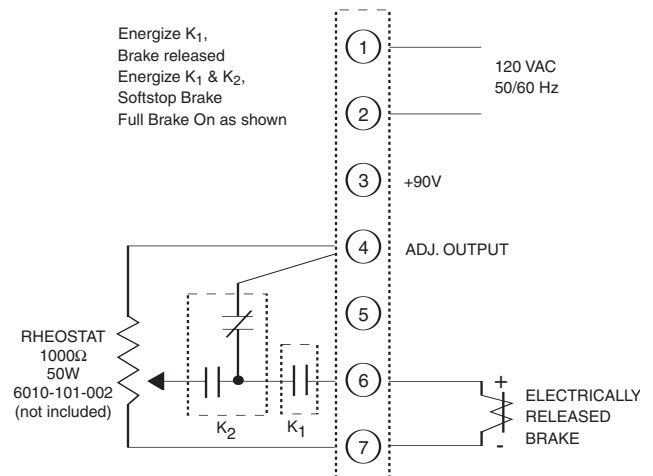 Energize K₁,
Brake released
Energize K₁ & K₂,
Softstop Brake
Full Brake On as shown
1
120 VAC
50/60 Hz
2
3
+90V
4
ADJ. OUTPUT
5
RHEOSTAT
1000Ω
50W
6010-101-002
(not included)
K₂
K₁
6
+
ELECTRICALLY
RELEASED
BRAKE
7
-